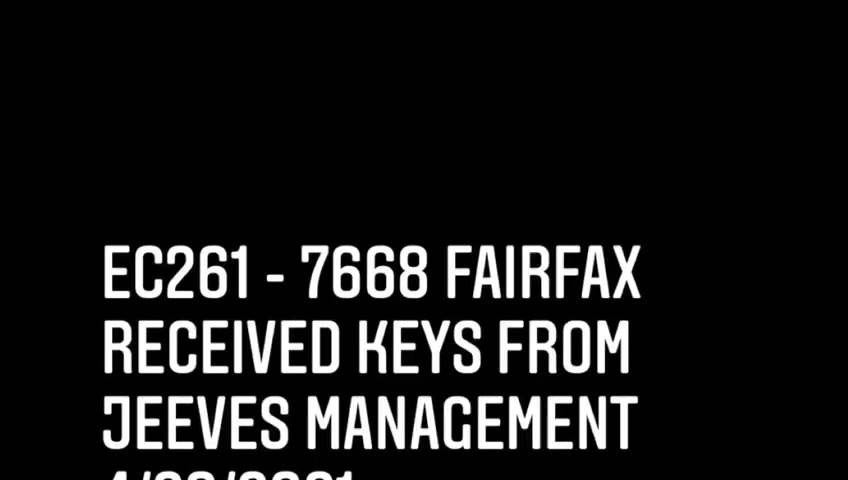 EC261 - 7668 FAIRFAX
RECEIVED KEYS FROM
JEEVES MANAGEMENT